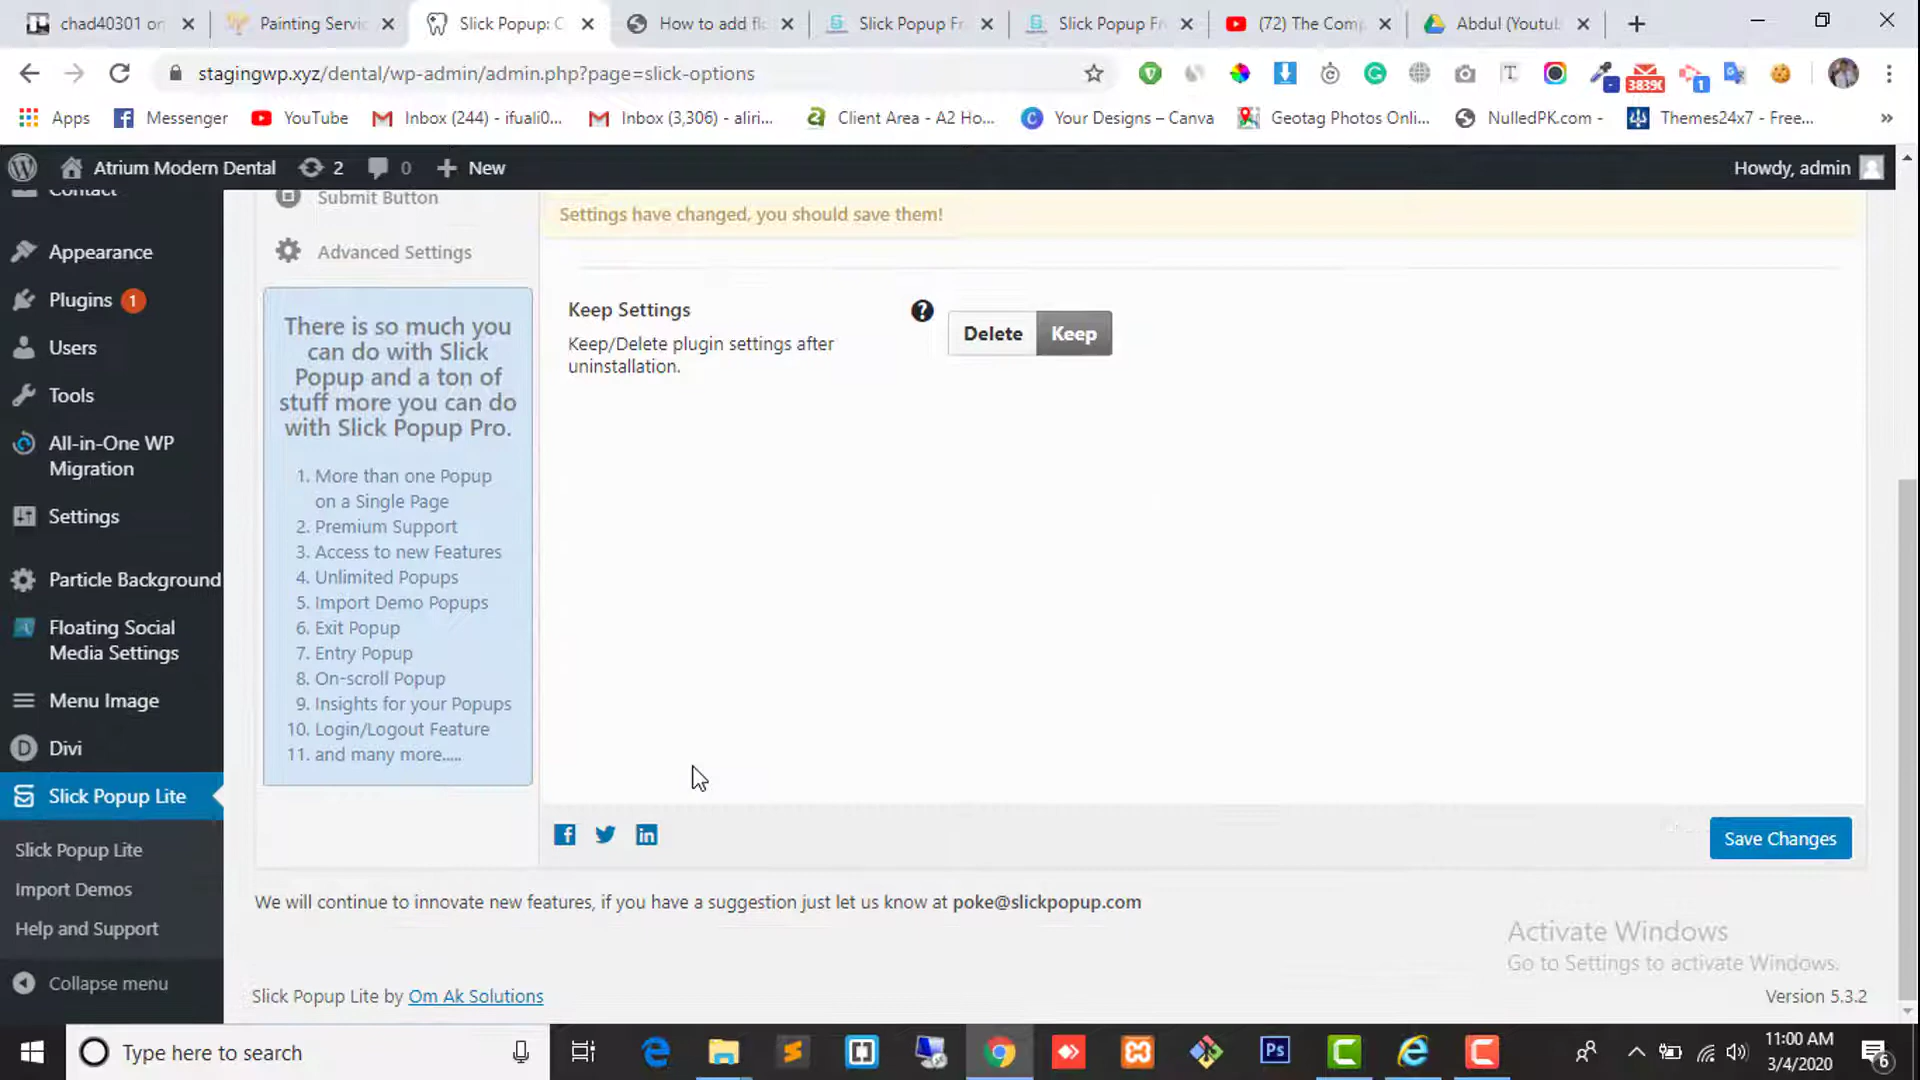 chad40301 on
Painting Servic
Slick Popup: C
How to add fl
Slick Popup Fr
Slick Popup Fr
(72) The Comp
Abdul (Youtub
stagingwp.xyz/dental/wp-admin/admin.php?page=slick-options
3839
1
Apps
Messenger
YouTube
Inbox (244) - ifuali0...
Inbox (3,306) - aliri...
Client Area - A2 Ho...
Your Designs – Canva
Geotag Photos Onli...
NulledPK.com -
Themes24x7 - Free...
»
Atrium Modern Dental
2
0
New
Howdy, admin
Contact
Appearance
Plugins 1
Users
Tools
All-in-One WP
Migration
Settings
Particle Background
Floating Social
Media Settings
Menu Image
Divi
Slick Popup Lite
Slick Popup Lite
Import Demos
Help and Support
Collapse menu
Submit Button
Advanced Settings
There is so much you
can do with Slick
Popup and a ton of
stuff more you can do
with Slick Popup Pro.
1. More than one Popup
on a Single Page
2. Premium Support
3. Access to new Features
4. Unlimited Popups
5. Import Demo Popups
6. Exit Popup
7. Entry Popup
8. On-scroll Popup
9. Insights for your Popups
10. Login/Logout Feature
11. and many more.....
Settings have changed, you should save them!
Keep Settings
Keep/Delete plugin settings after
uninstallation.
Delete
Keep
Save Changes
We will continue to innovate new features, if you have a suggestion just let us know at poke@slickpopup.com
Activate Windows
Go to Settings to activate Windows.
Slick Popup Lite by Om Ak Solutions
Version 5.3.2
Type here to search
Ps
11:00 AM
3/4/2020
6